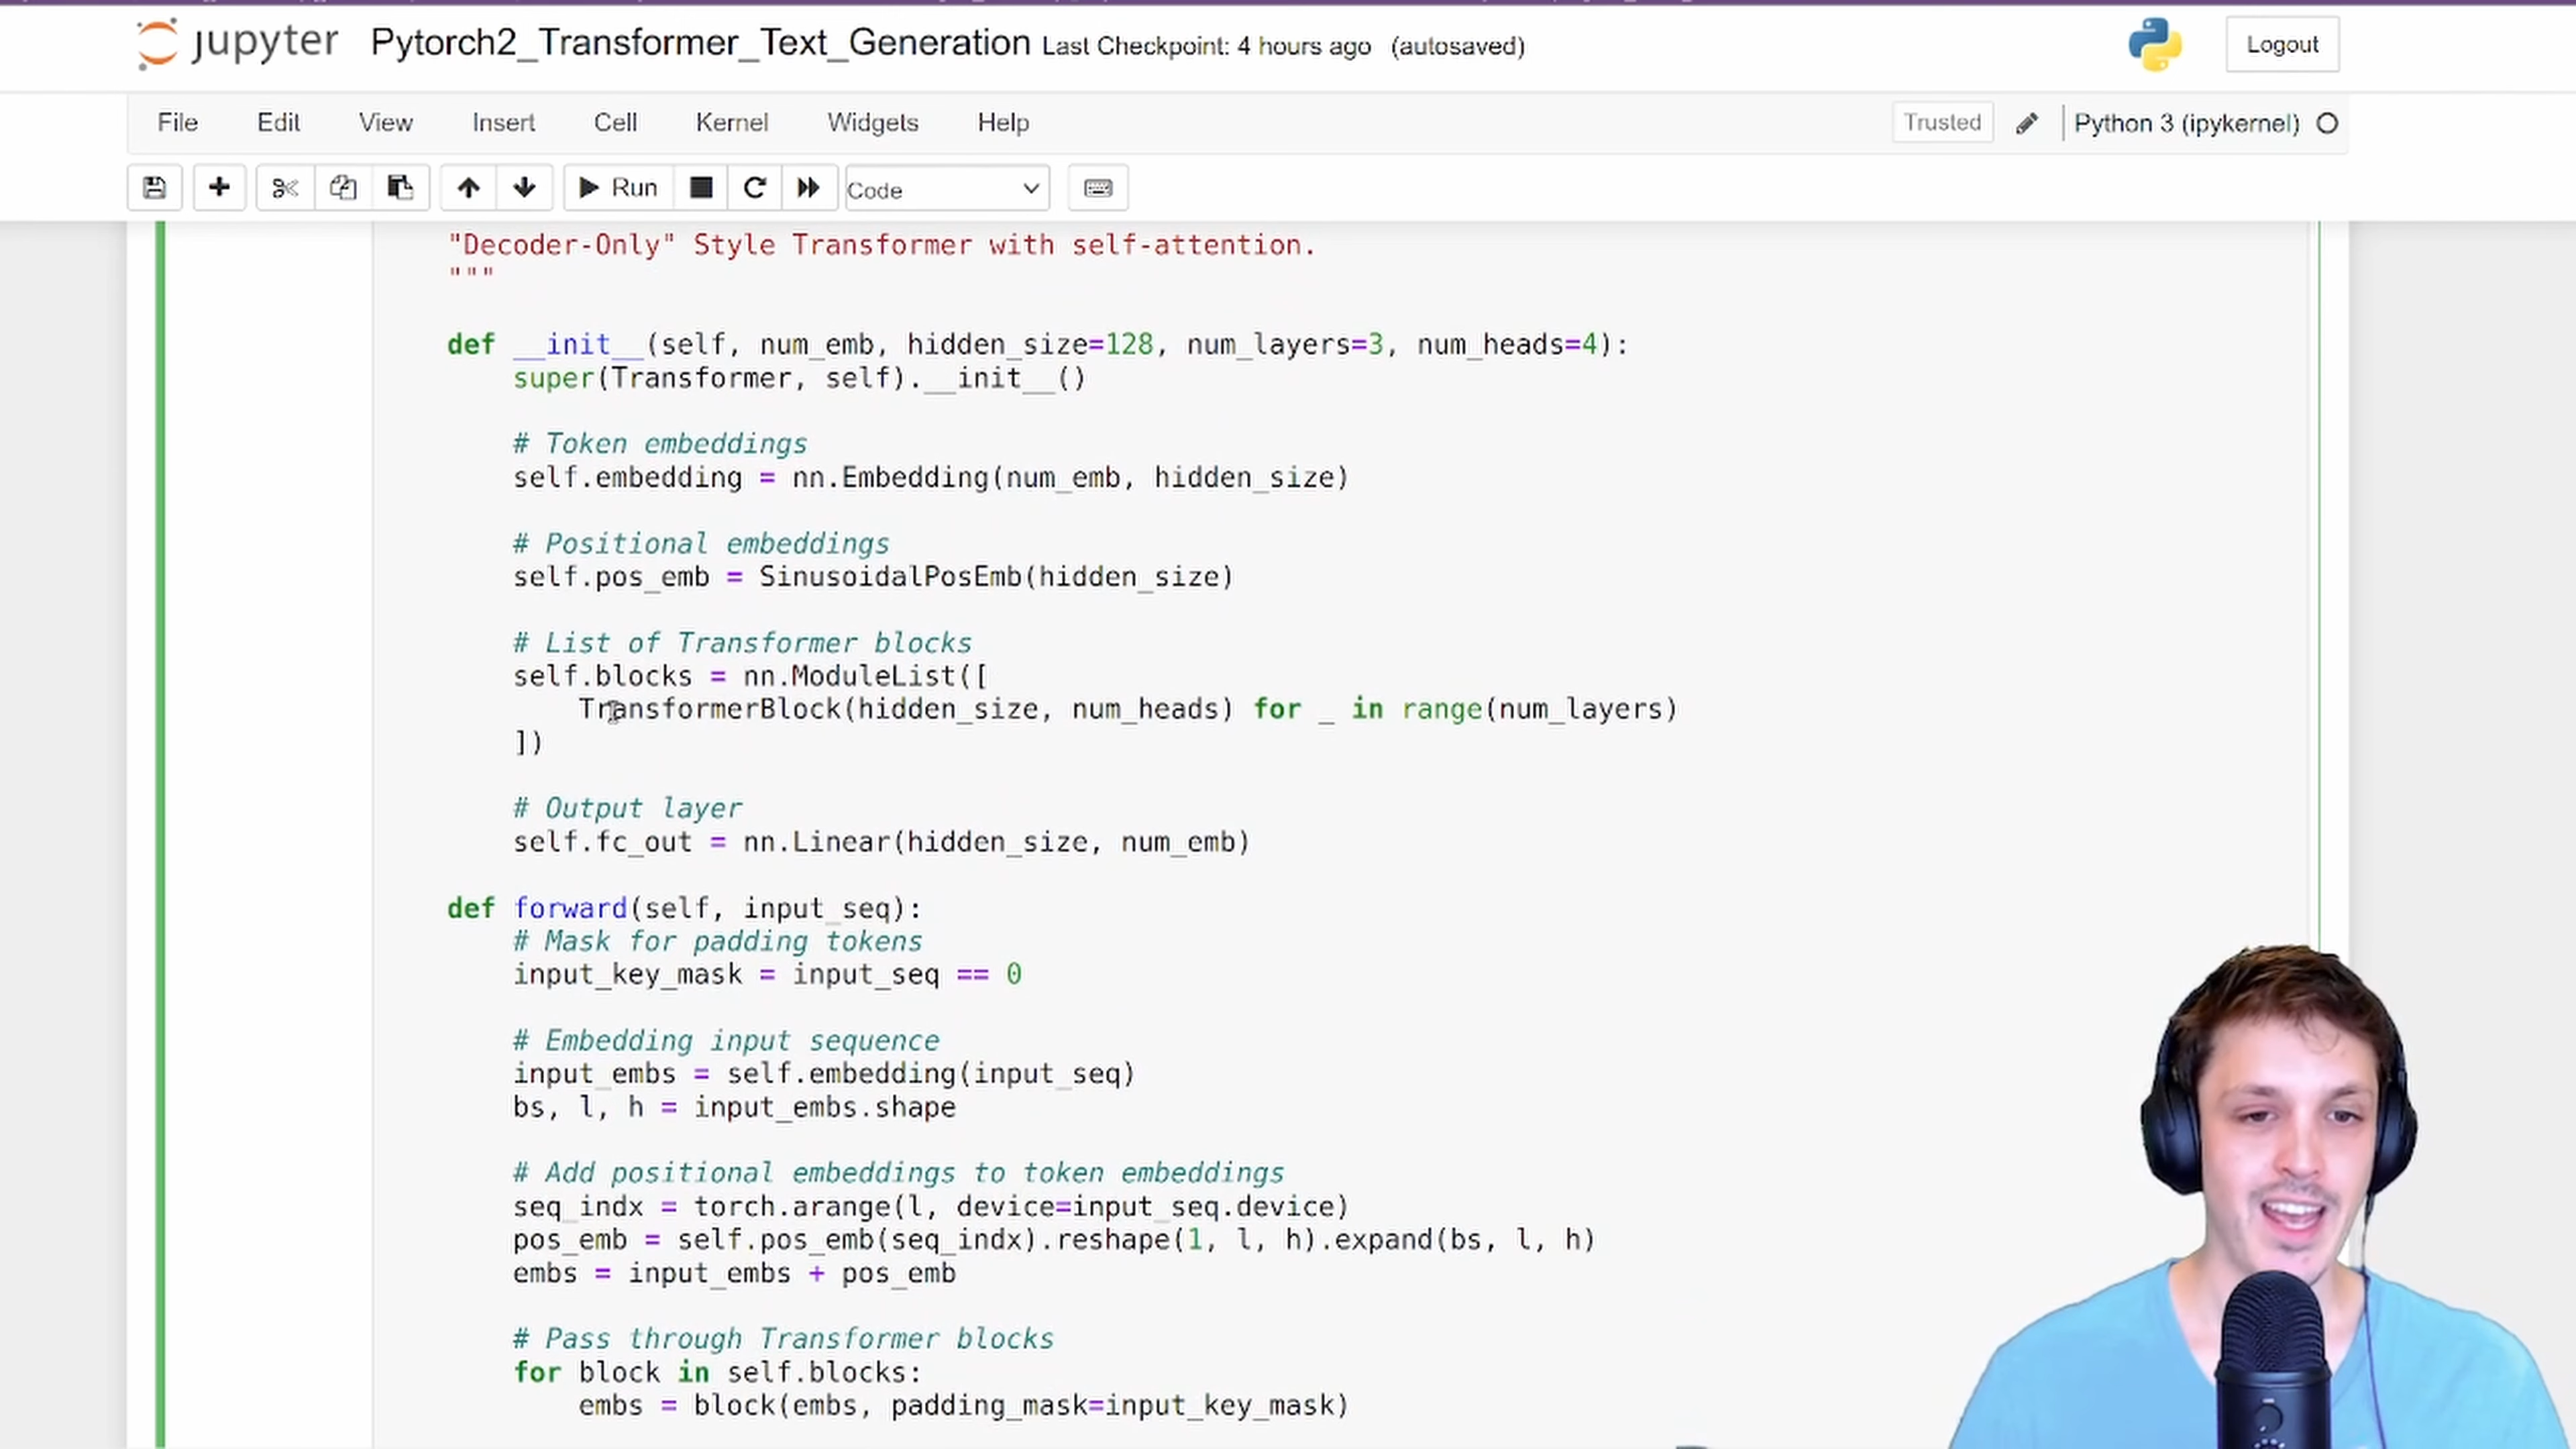 jupyter Pytorch2_Transformer_Text_Generation Last Checkpoint: 4 hours ago (autosaved) Logout
File Edit View Insert Cell Kernel Widgets Help Trusted Python 3 (ipykernel)
Run Code
"Decoder-Only" Style Transformer with self-attention.
"""
def __init__(self, num_emb, hidden_size=128, num_layers=3, num_heads=4):
super(Transformer, self).__init__()
# Token embeddings
self.embedding = nn.Embedding(num_emb, hidden_size)
# Positional embeddings
self.pos_emb = SinusoidalPosEmb(hidden_size)
# List of Transformer blocks
self.blocks = nn.ModuleList([
TransformerBlock(hidden_size, num_heads) for _ in range(num_layers)
])
# Output layer
self.fc_out = nn.Linear(hidden_size, num_emb)
def forward(self, input_seq):
# Mask for padding tokens
input_key_mask = input_seq == 0
# Embedding input sequence
input_embs = self.embedding(input_seq)
bs, l, h = input_embs.shape
# Add positional embeddings to token embeddings
seq_indx = torch.arange(l, device=input_seq.device)
pos_emb = self.pos_emb(seq_indx).reshape(1, l, h).expand(bs, l, h)
embs = input_embs + pos_emb
# Pass through Transformer blocks
for block in self.blocks:
embs = block(embs, padding_mask=input_key_mask)